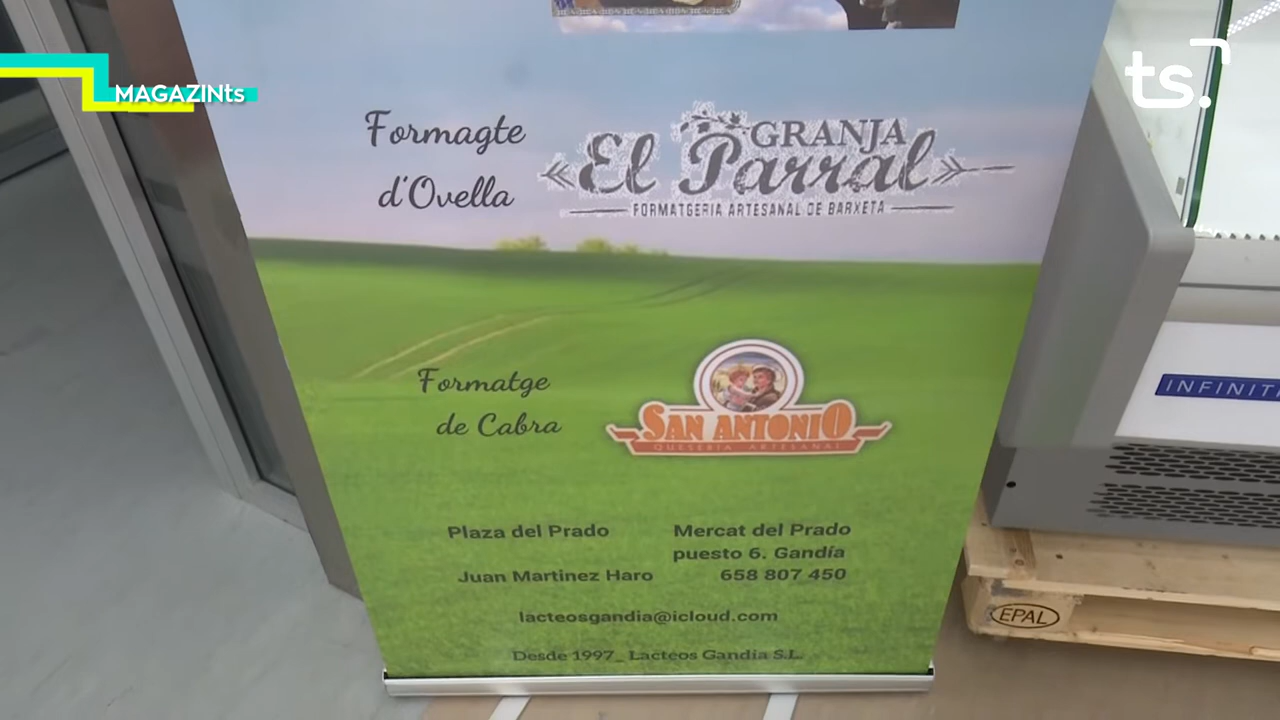 MAGAZINts
ts.
Formagte
d'Ovella
GRANJA
El Parral
FORMATGERIA ARTESANAL DE BARXETA
Formatge
de Cabra
SAN ANTONIO
QUESERIA ARTESANAL
Plaza del Prado
Mercat del Prado
puesto 6. Gandía
Juan Martinez Haro
658 807 450
lacteosgandia@icloud.com
Desde 1997_ Lacteos Gandia S.L.
INFINITI
EPAL